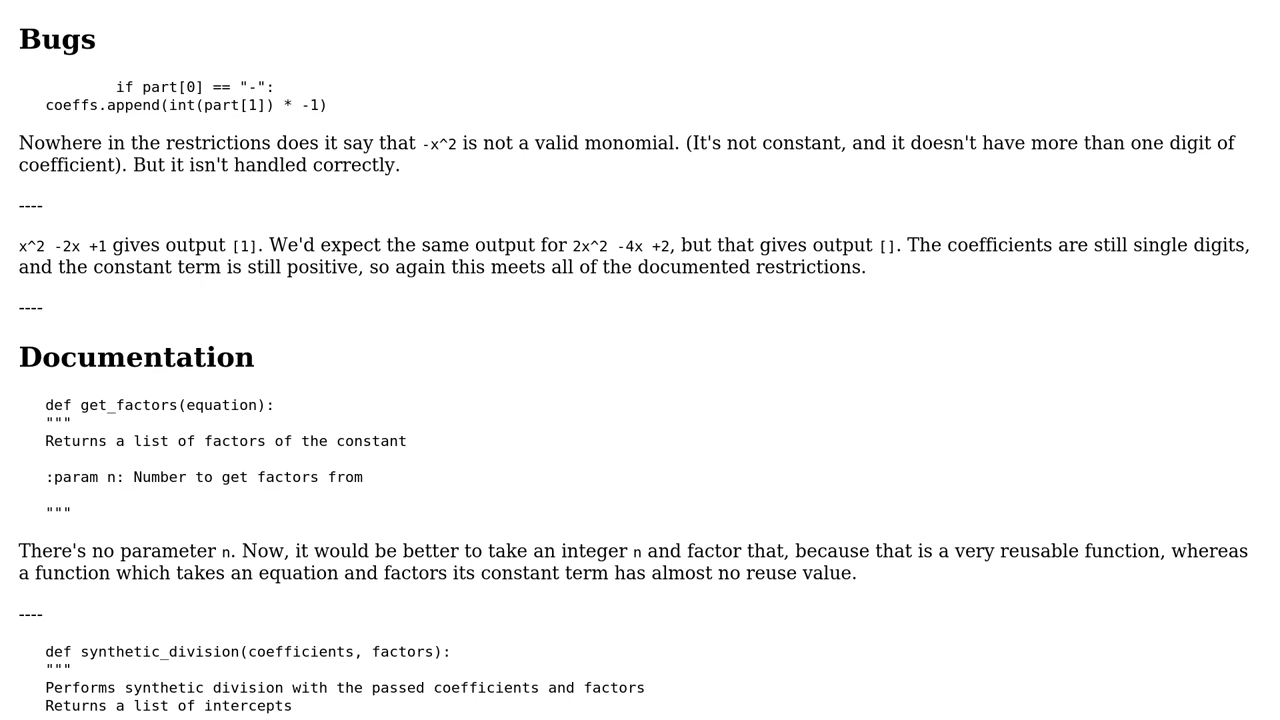 Bugs
if part[0] == "-":
coeffs.append(int(part[1]) * -1)
Nowhere in the restrictions does it say that -x^2 is not a valid monomial. (It's not constant, and it doesn't have more than one digit of
coefficient). But it isn't handled correctly.
----
x^2 -2x +1 gives output [1]. We'd expect the same output for 2x^2 -4x +2, but that gives output []. The coefficients are still single digits,
and the constant term is still positive, so again this meets all of the documented restrictions.
----
Documentation
def get_factors(equation):
"""
Returns a list of factors of the constant
:param n: Number to get factors from
"""
There's no parameter n. Now, it would be better to take an integer n and factor that, because that is a very reusable function, whereas
a function which takes an equation and factors its constant term has almost no reuse value.
----
def synthetic_division(coefficients, factors):
"""
Performs synthetic division with the passed coefficients and factors
Returns a list of intercepts